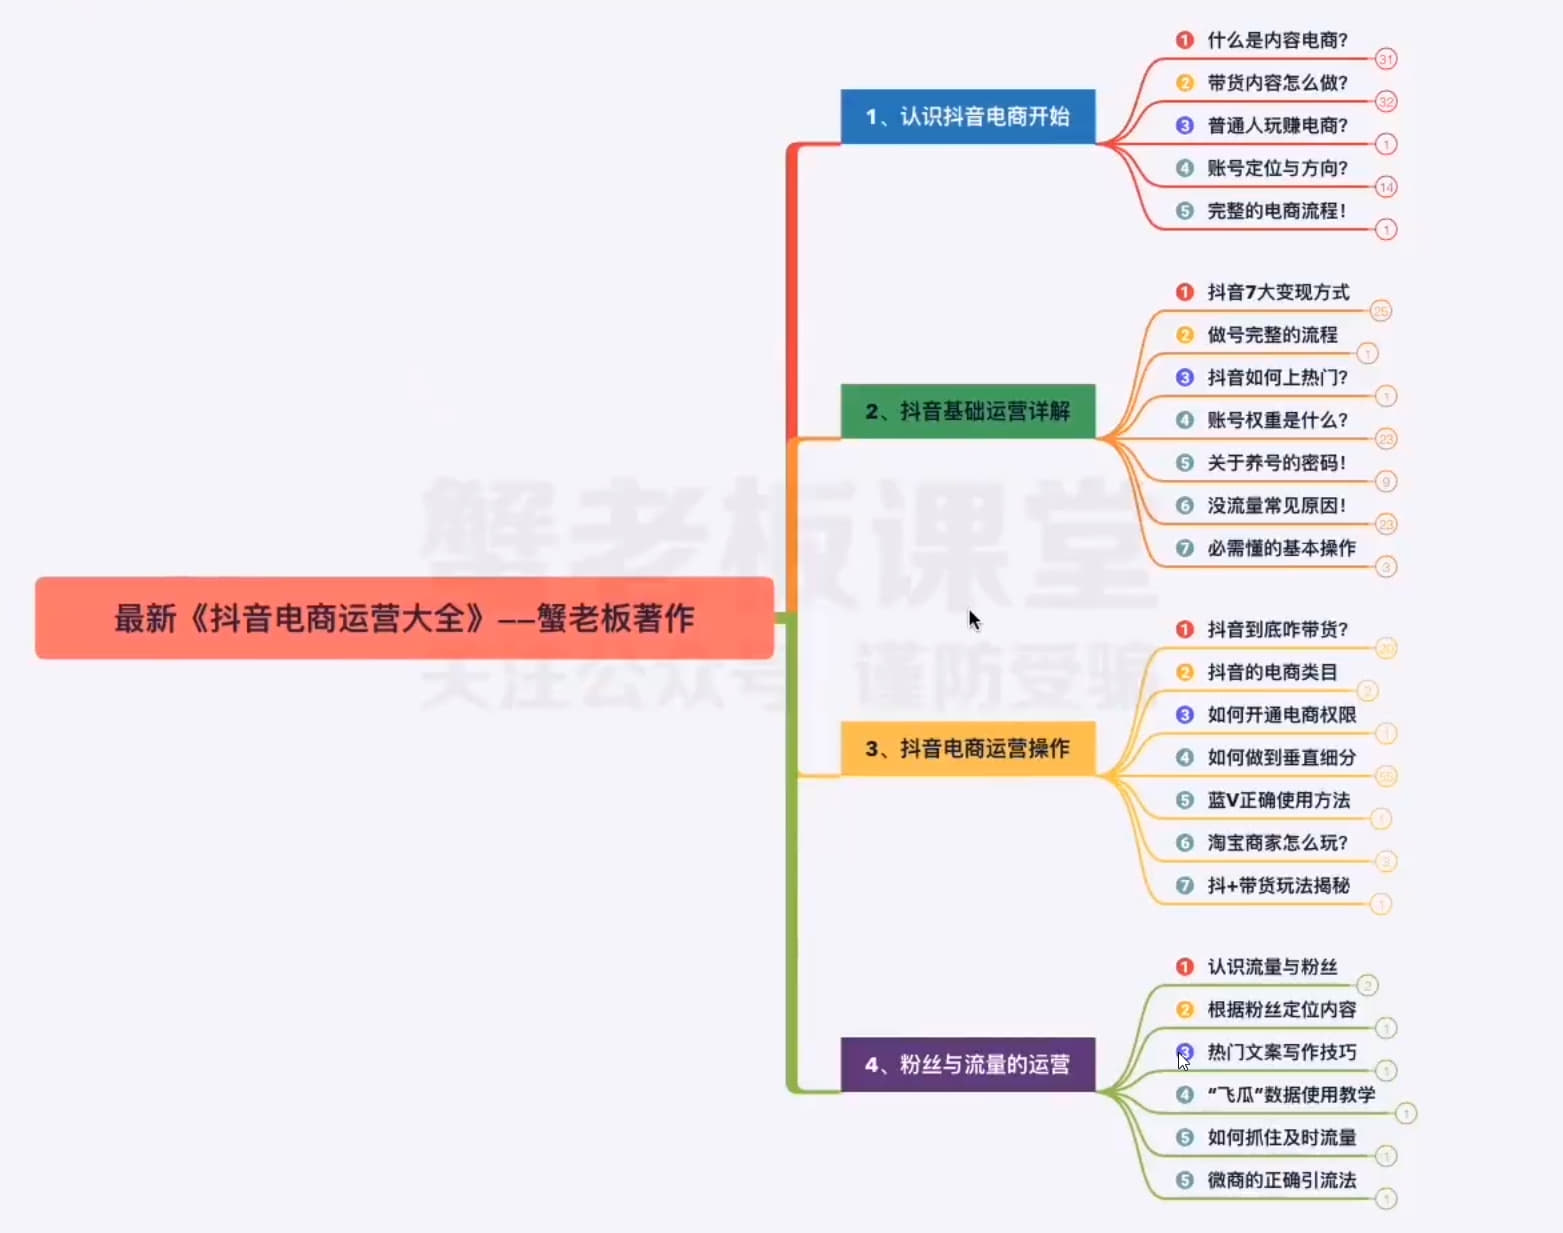 最新《抖音电商运营大全》——蟹老板著作
1、认识抖音电商开始
1 什么是内容电商? 31
2 带货内容怎么做? 32
3 普通人玩赚电商? 1
4 账号定位与方向? 14
5 完整的电商流程! 1
2、抖音基础运营详解
1 抖音7大变现方式 25
2 做号完整的流程 1
3 抖音如何上热门? 1
4 账号权重是什么? 23
5 关于养号的密码! 9
6 没流量常见原因! 23
7 必需懂的基本操作 3
3、抖音电商运营操作
1 抖音到底咋带货? 20
2 抖音的电商类目 2
3 如何开通电商权限 1
4 如何做到垂直细分 55
5 蓝V正确使用方法 1
6 淘宝商家怎么玩? 3
7 抖+带货玩法揭秘 1
4、粉丝与流量的运营
1 认识流量与粉丝 2
2 根据粉丝定位内容 1
3 热门文案写作技巧 1
4 “飞瓜”数据使用教学 1
5 如何抓住及时流量 1
5 微商的正确引流法 1
蟹老板课堂
关注公众号 谨防受骗